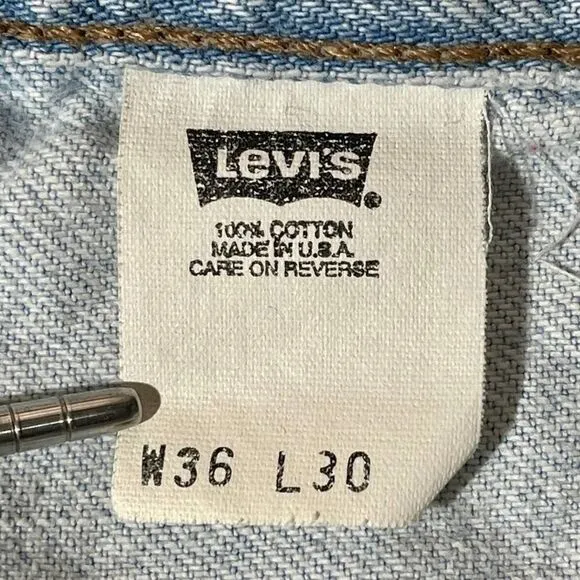 Levi's ®
100% COTTON
MADE IN U.S.A.
CARE ON REVERSE
W36 L30